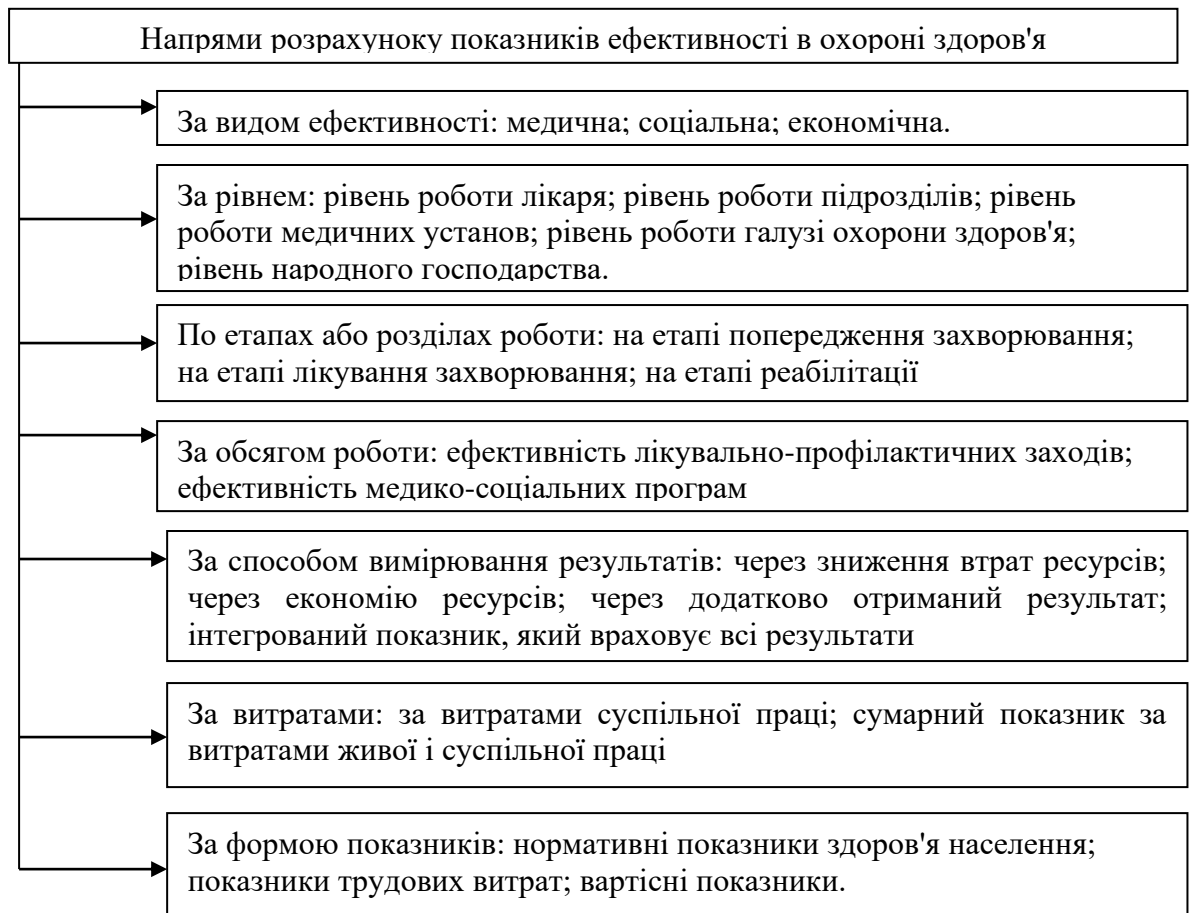 Напрями розрахуноку показників ефективності в охороні здоров'я
За видом ефективності: медична; соціальна; економічна.
За рівнем: рівень роботи лікаря; рівень роботи підрозділів; рівень
роботи медичних установ; рівень роботи галузі охорони здоров'я;
рівень народного господарства.
По етапах або розділах роботи: на етапі попередження захворювання;
на етапі лікування захворювання; на етапі реабілітації
За обсягом роботи: ефективність лікувально-профілактичних заходів;
ефективність медико-соціальних програм
За способом вимірювання результатів: через зниження втрат ресурсів;
через економію ресурсів; через додатково отриманий результат;
інтегрований показник, який враховує всі результати
За витратами: за витратами суспільної праці; сумарний показник за
витратами живої і суспільної праці
За формою показників: нормативні показники здоров'я населення;
показники трудових витрат; вартісні показники.